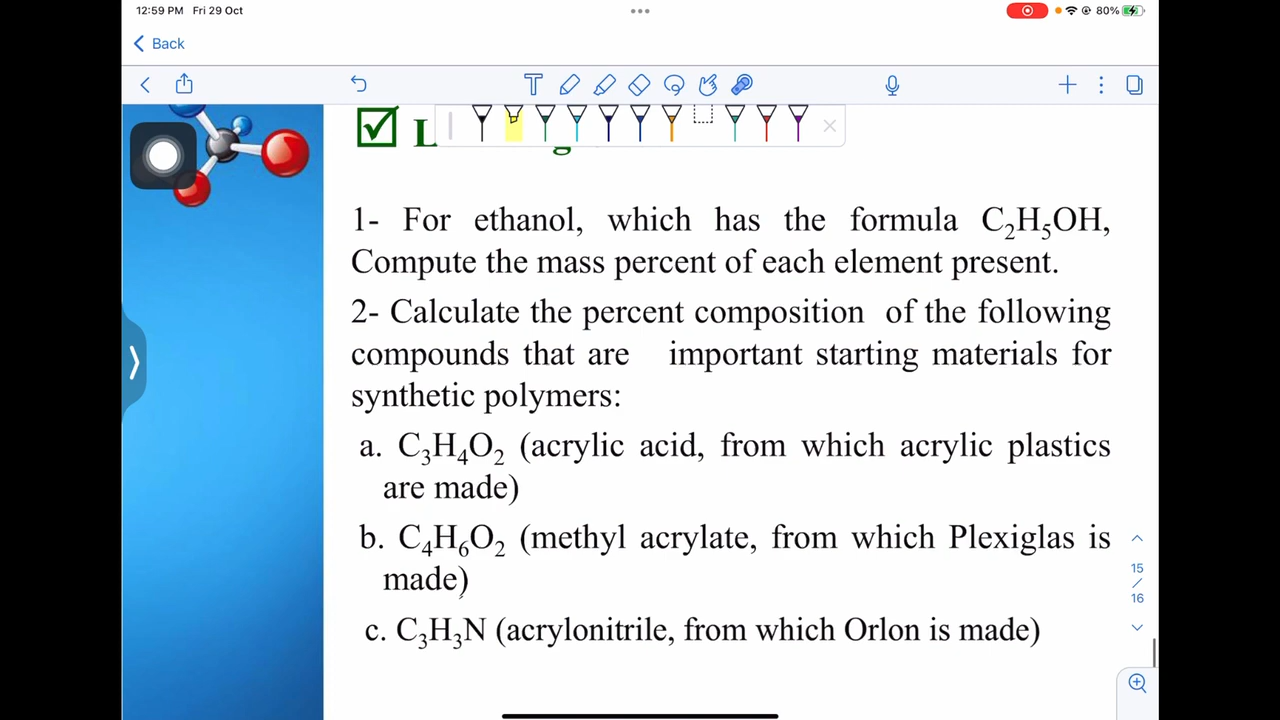 12:59 PM Fri 29 Oct
80%
Back
T
L
g
1- For ethanol, which has the formula C₂H₅OH,
Compute the mass percent of each element present.
2- Calculate the percent composition of the following
compounds that are important starting materials for
synthetic polymers:
a. C₃H₄O₂ (acrylic acid, from which acrylic plastics
are made)
b. C₄H₆O₂ (methyl acrylate, from which Plexiglas is
made)
15
/
16
c. C₃H₃N (acrylonitrile, from which Orlon is made)